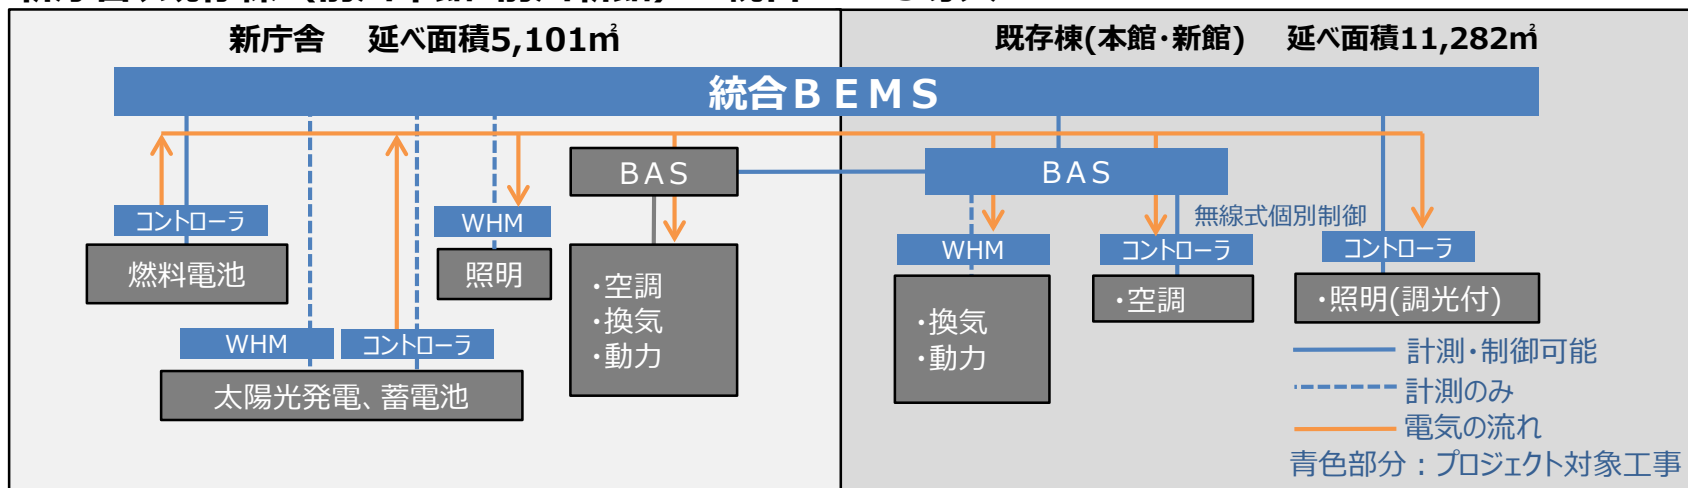 新庁舎　延べ面積5,101㎡
既存棟(本館・新館)　延べ面積11,282㎡
統合ＢＥＭＳ
ＢＡＳ
ＢＡＳ
コントローラ
燃料電池
WHM
照明
・空調
・換気
・動力
WHM
コントローラ
太陽光発電、蓄電池
無線式個別制御
WHM
・換気
・動力
コントローラ
・空調
コントローラ
・照明(調光付)
計測・制御可能
計測のみ
電気の流れ
青色部分：プロジェクト対象工事